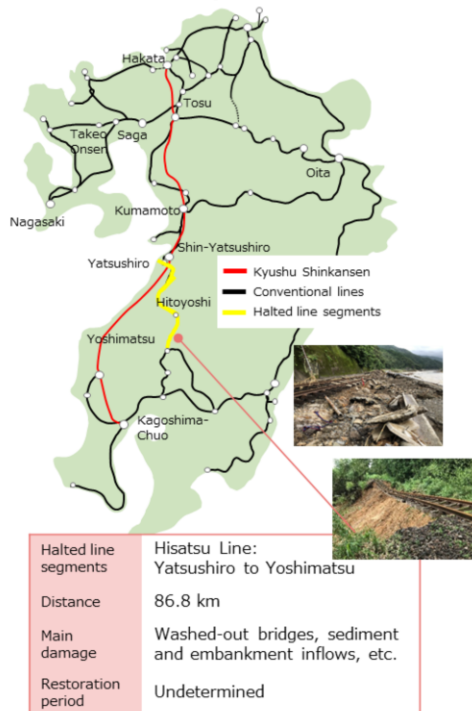 Hakata
Tosu
Takeo
Onsen
Saga
Oita
Nagasaki
Kumamoto
Shin-Yatsushiro
Yatsushiro
Kyushu Shinkansen
Conventional lines
Halted line segments
Hitoyoshi
Yoshimatsu
Kagoshima-
Chuo
Halted line
segments
Hisatsu Line:
Yatsushiro to Yoshimatsu
Distance
86.8 km
Main
damage
Washed-out bridges, sediment
and embankment inflows, etc.
Restoration
period
Undetermined